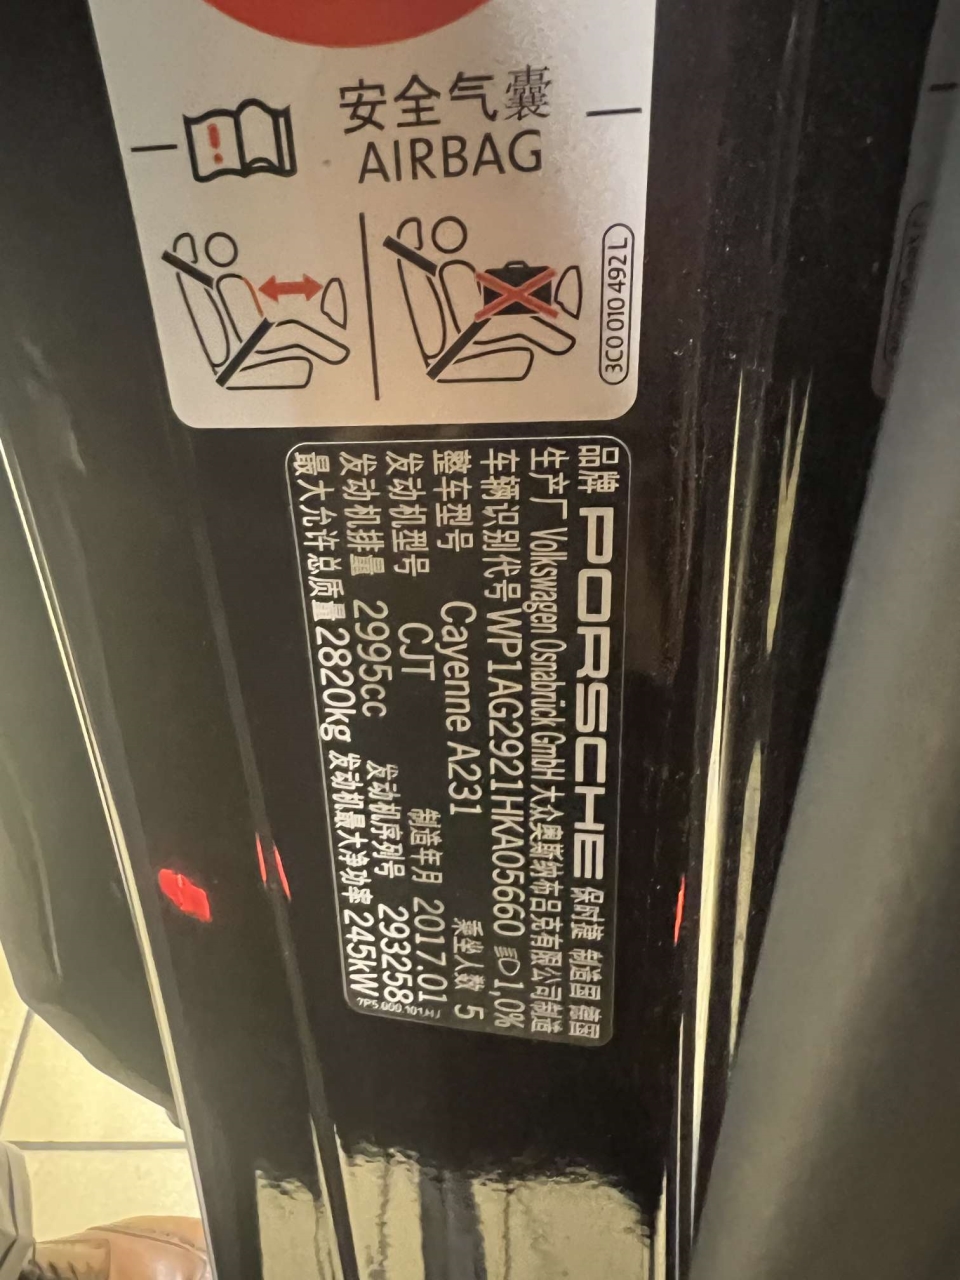 安全气囊
AIRBAG
3C0 010 492 L
品牌 PORSCHE 保时捷 制造国 德国
生产厂 Volkswagen Osnabrück GmbH 大众奥斯纳布吕克有限公司制造
车辆识别代号 WP1AG2921HKA05660 1,0%
整车型号 Cayenne A231 乘坐人数 5
发动机型号 CJT 制造年月 2017.01
发动机排量 2995cc 发动机序列号 293258
最大允许总质量 2820kg 发动机最大净功率 245kW
7P5.000.101.HJ